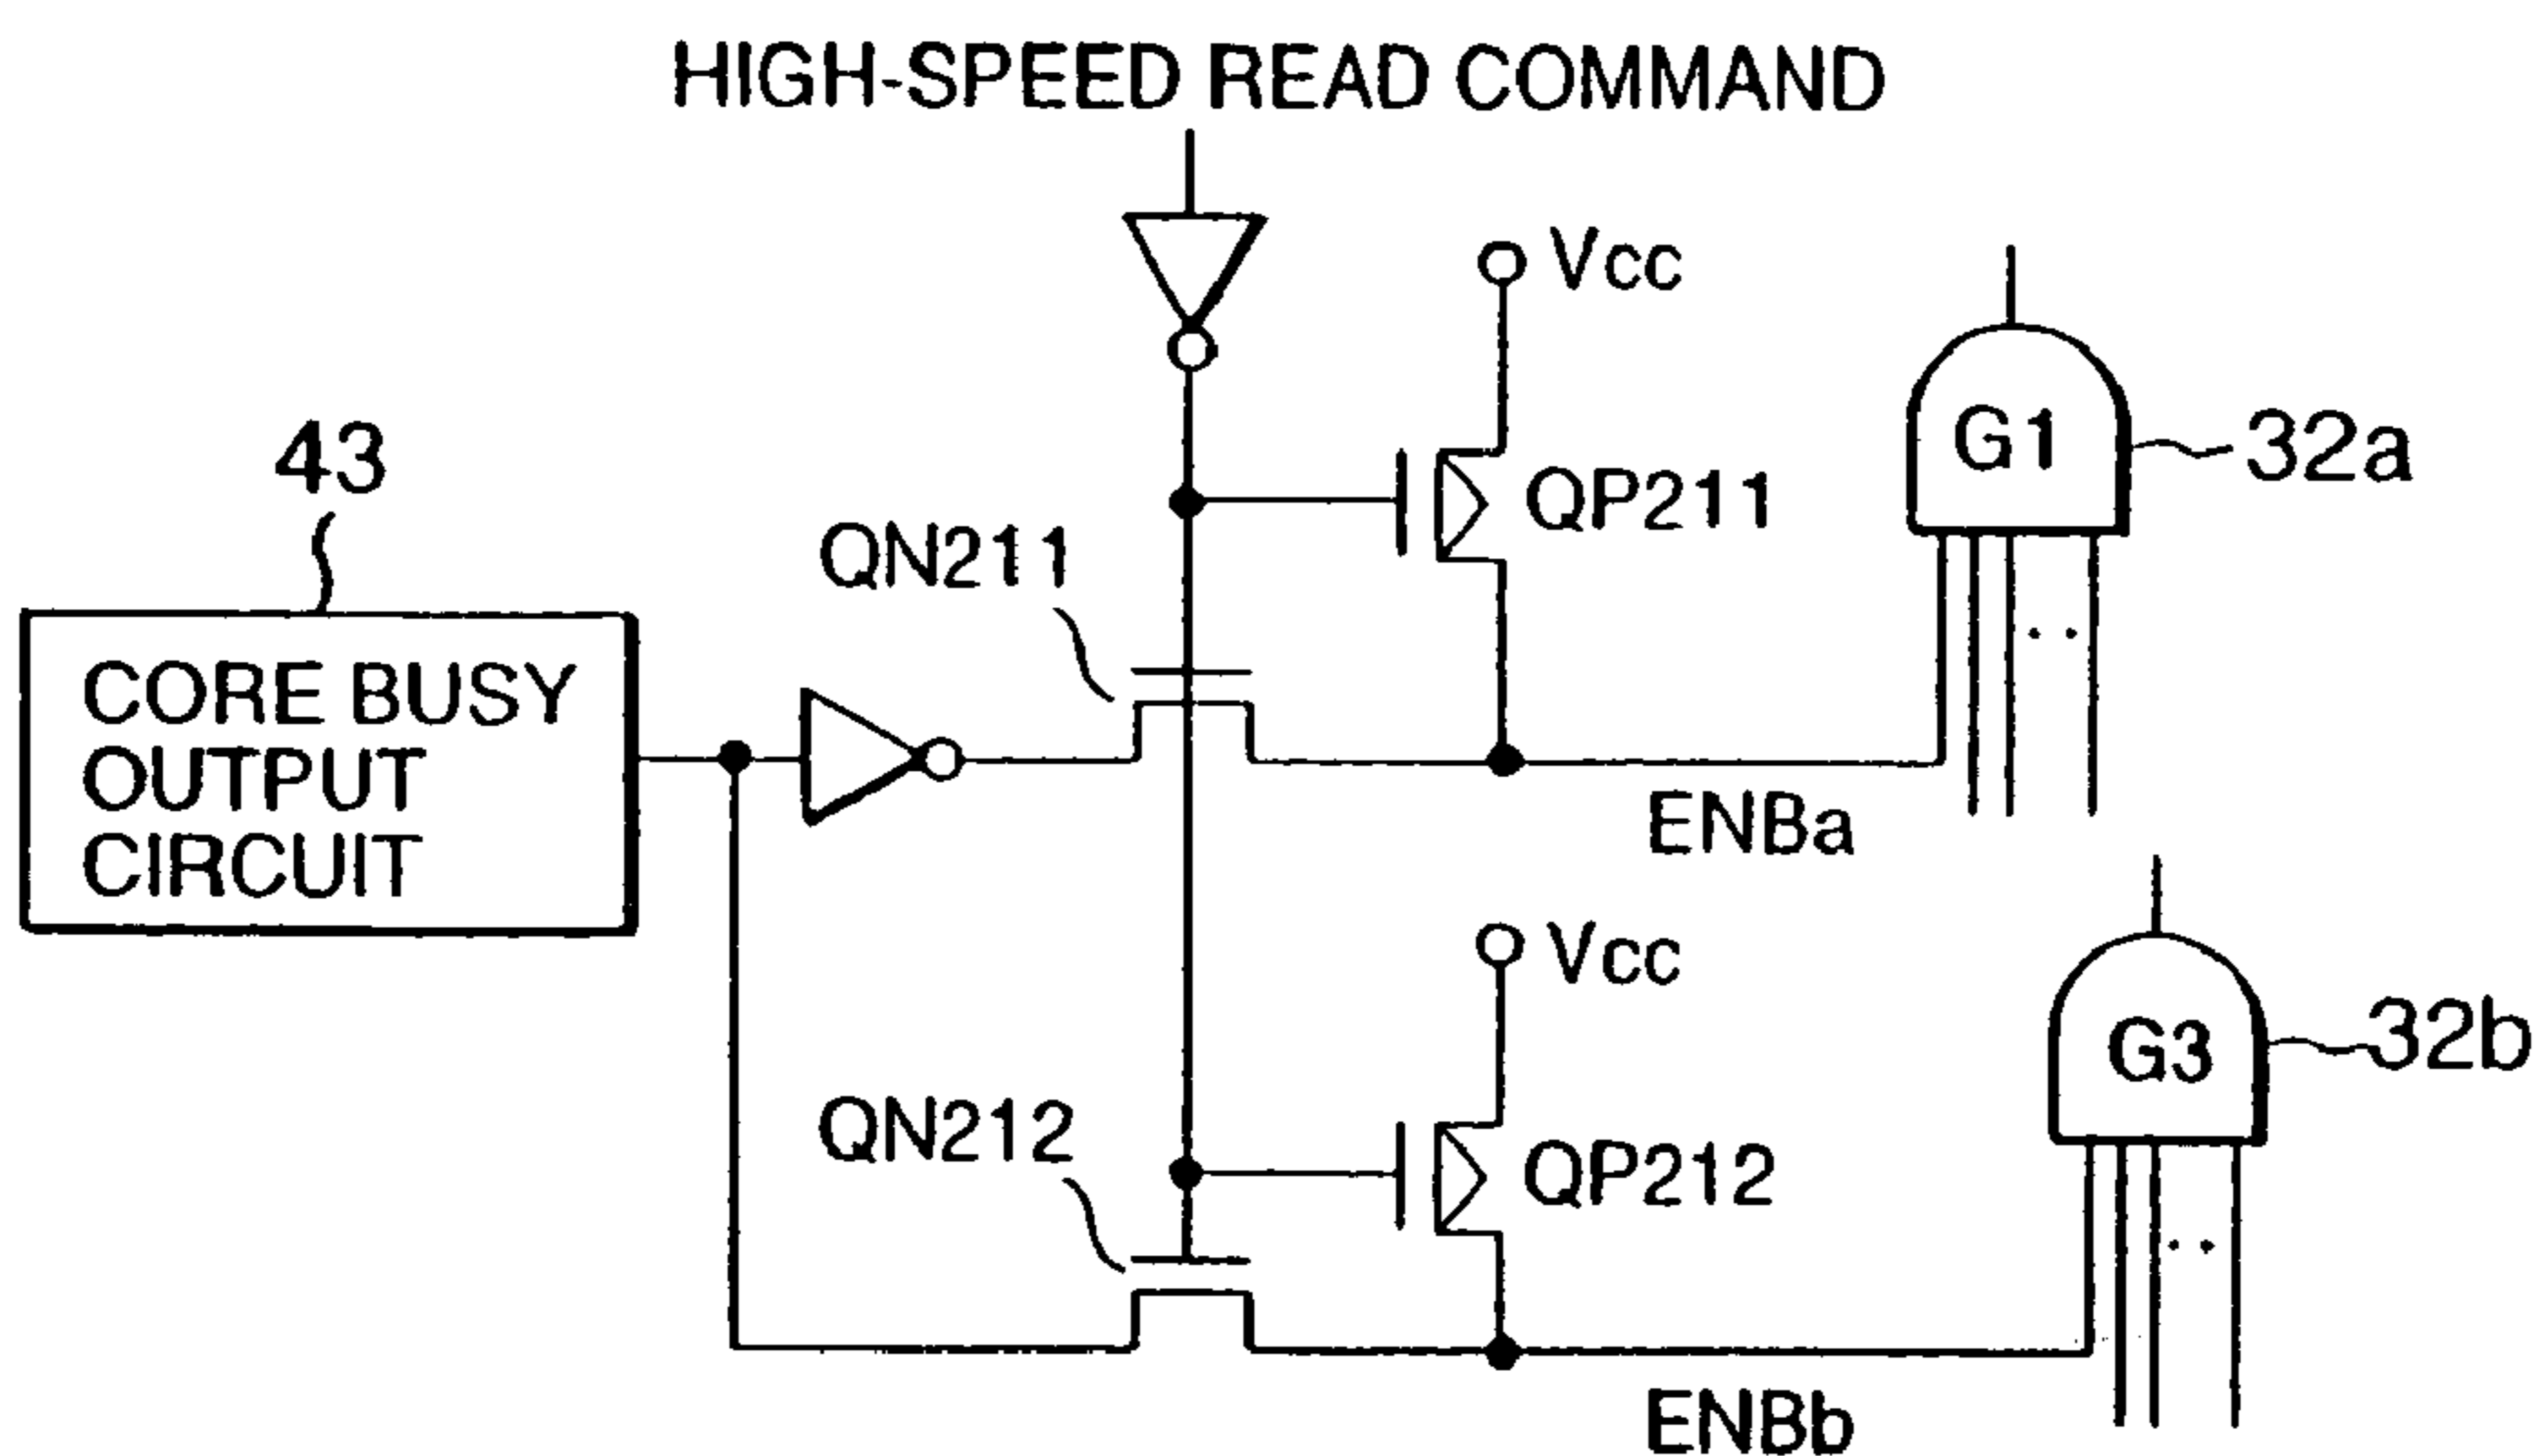 HIGH-SPEED READ COMMAND
Vcc
43
QN211
QP211
G1
32a
CORE BUSY
OUTPUT
CIRCUIT
ENBa
Vcc
QN212
QP212
G3
32b
ENBb